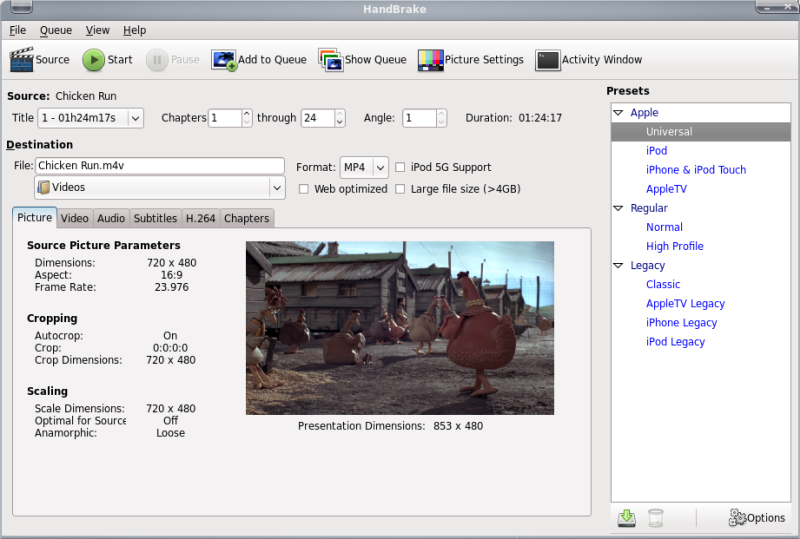 HandBrake
File Queue View Help
Source Start Pause Add to Queue Show Queue Picture Settings Activity Window
Source: Chicken Run
Title 1 - 01h24m17s Chapters 1 through 24 Angle: 1 Duration: 01:24:17
Destination
File: Chicken Run.m4v Format: MP4 iPod 5G Support
Videos Web optimized Large file size (>4GB)
Picture Video Audio Subtitles H.264 Chapters
Source Picture Parameters
Dimensions: 720 x 480
Aspect: 16:9
Frame Rate: 23.976
Cropping
Autocrop: On
Crop: 0:0:0:0
Crop Dimensions: 720 x 480
Scaling
Scale Dimensions: 720 x 480
Optimal for Source Off
Anamorphic: Loose
Presentation Dimensions: 853 x 480
Presets
Apple
Universal
iPod
iPhone & iPod Touch
AppleTV
Regular
Normal
High Profile
Legacy
Classic
AppleTV Legacy
iPhone Legacy
iPod Legacy
Options